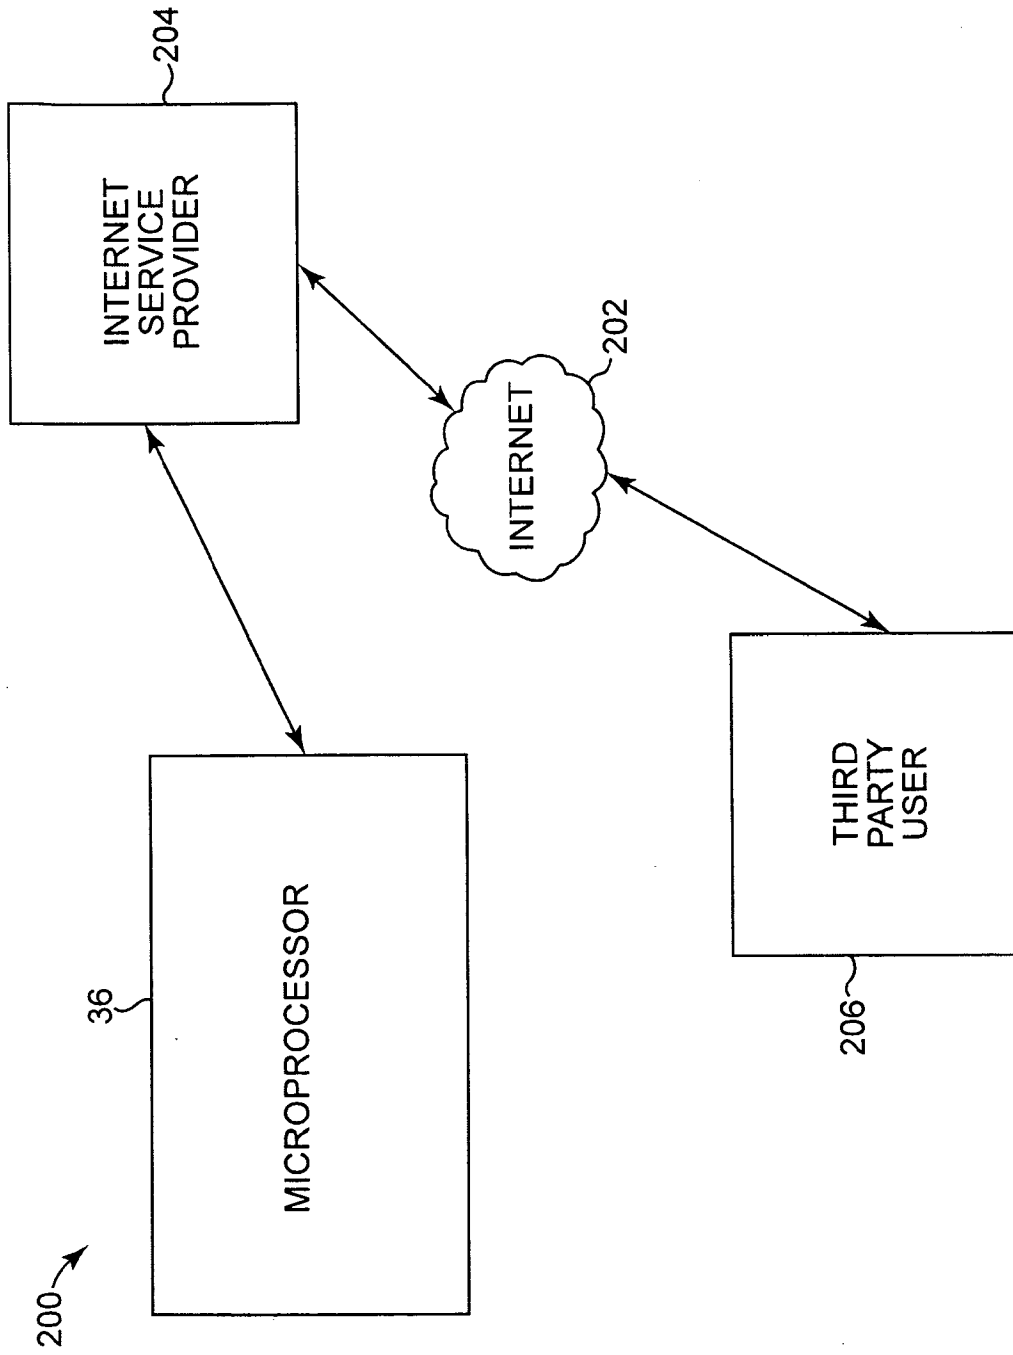 200
36
MICROPROCESSOR
204
INTERNET
SERVICE
PROVIDER
INTERNET
202
THIRD
PARTY
USER
206